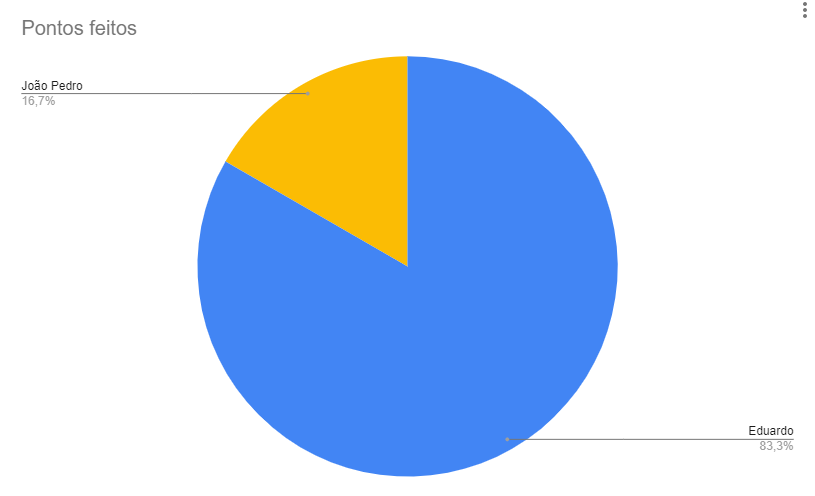 Pontos feitos
João Pedro
16,7%
Eduardo
83,3%